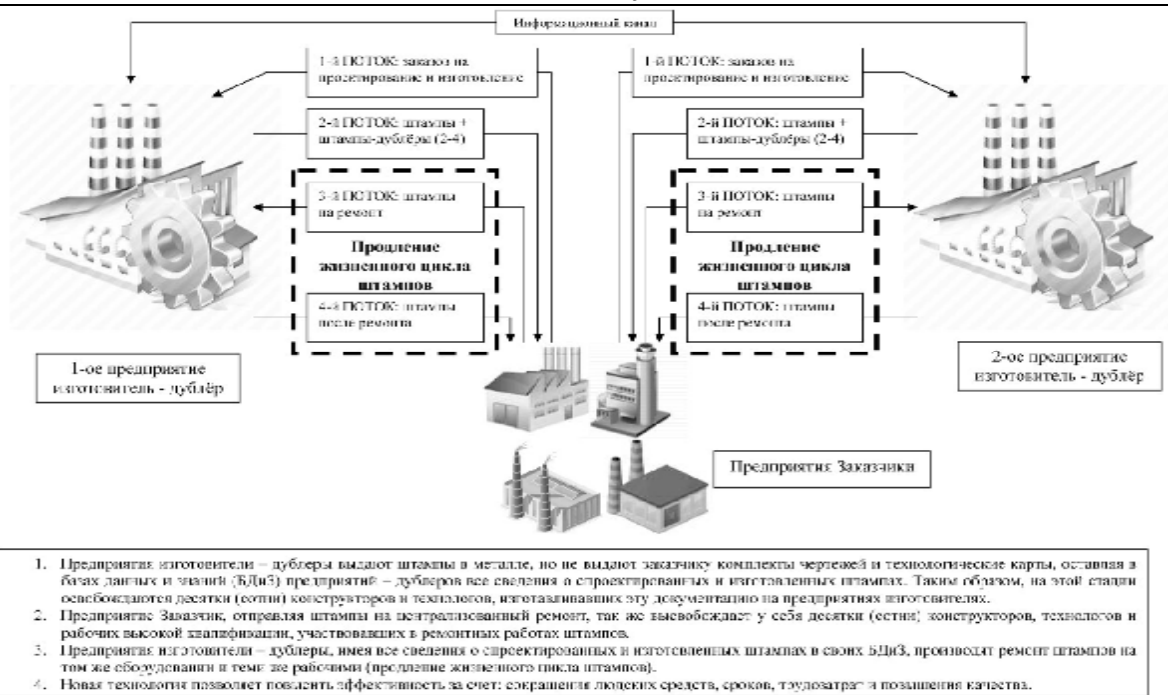 Информационный канал
1-й ПОТОК: заказов на
проектирование и изготовление
1-й ПОТОК: заказов на
проектирование и изготовление
2-й ПОТОК: штампы +
штампы-дублёры (2-4)
2-й ПОТОК: штампы +
штампы-дублёры (2-4)
3-й ПОТОК: штампы
на ремонт
3-й ПОТОК: штампы
на ремонт
Продление
жизненного цикла
штампов
Продление
жизненного цикла
штампов
4-й ПОТОК: штампы
после ремонта
4-й ПОТОК: штампы
после ремонта
1-ое предприятие
изготовитель - дублёр
2-ое предприятие
изготовитель - дублёр
Предприятия Заказчики
1. Предприятия изготовители – дублеры выдают штампы в металле, но не выдают заказчику комплекты чертежей и технологические карты, оставляя в
базах данных и знаний (БДиЗ) предприятий – дублеров все сведения о спроектированных и изготовленных штампах. Таким образом, на этой стадии
освобождаются десятки (сотни) конструкторов и технологов, изготавливавших эту документацию на предприятиях изготовителях.
2. Предприятие Заказчик, отправляя штампы на централизованный ремонт, так же высвобождает у себя десятки (сотни) конструкторов, технологов и
рабочих высокой квалификации, участвовавших в ремонтных работах штампов.
3. Предприятия изготовители – дублеры, имея все сведения о спроектированных и изготовленных штампах в своих БДиЗ, производят ремонт штампов на
том же оборудовании и теми же рабочими (продление жизненного цикла штампов).
4. Новая технология позволяет повысить эффективность за счет: сокращения людских средств, сроков, трудозатрат и повышения качества.